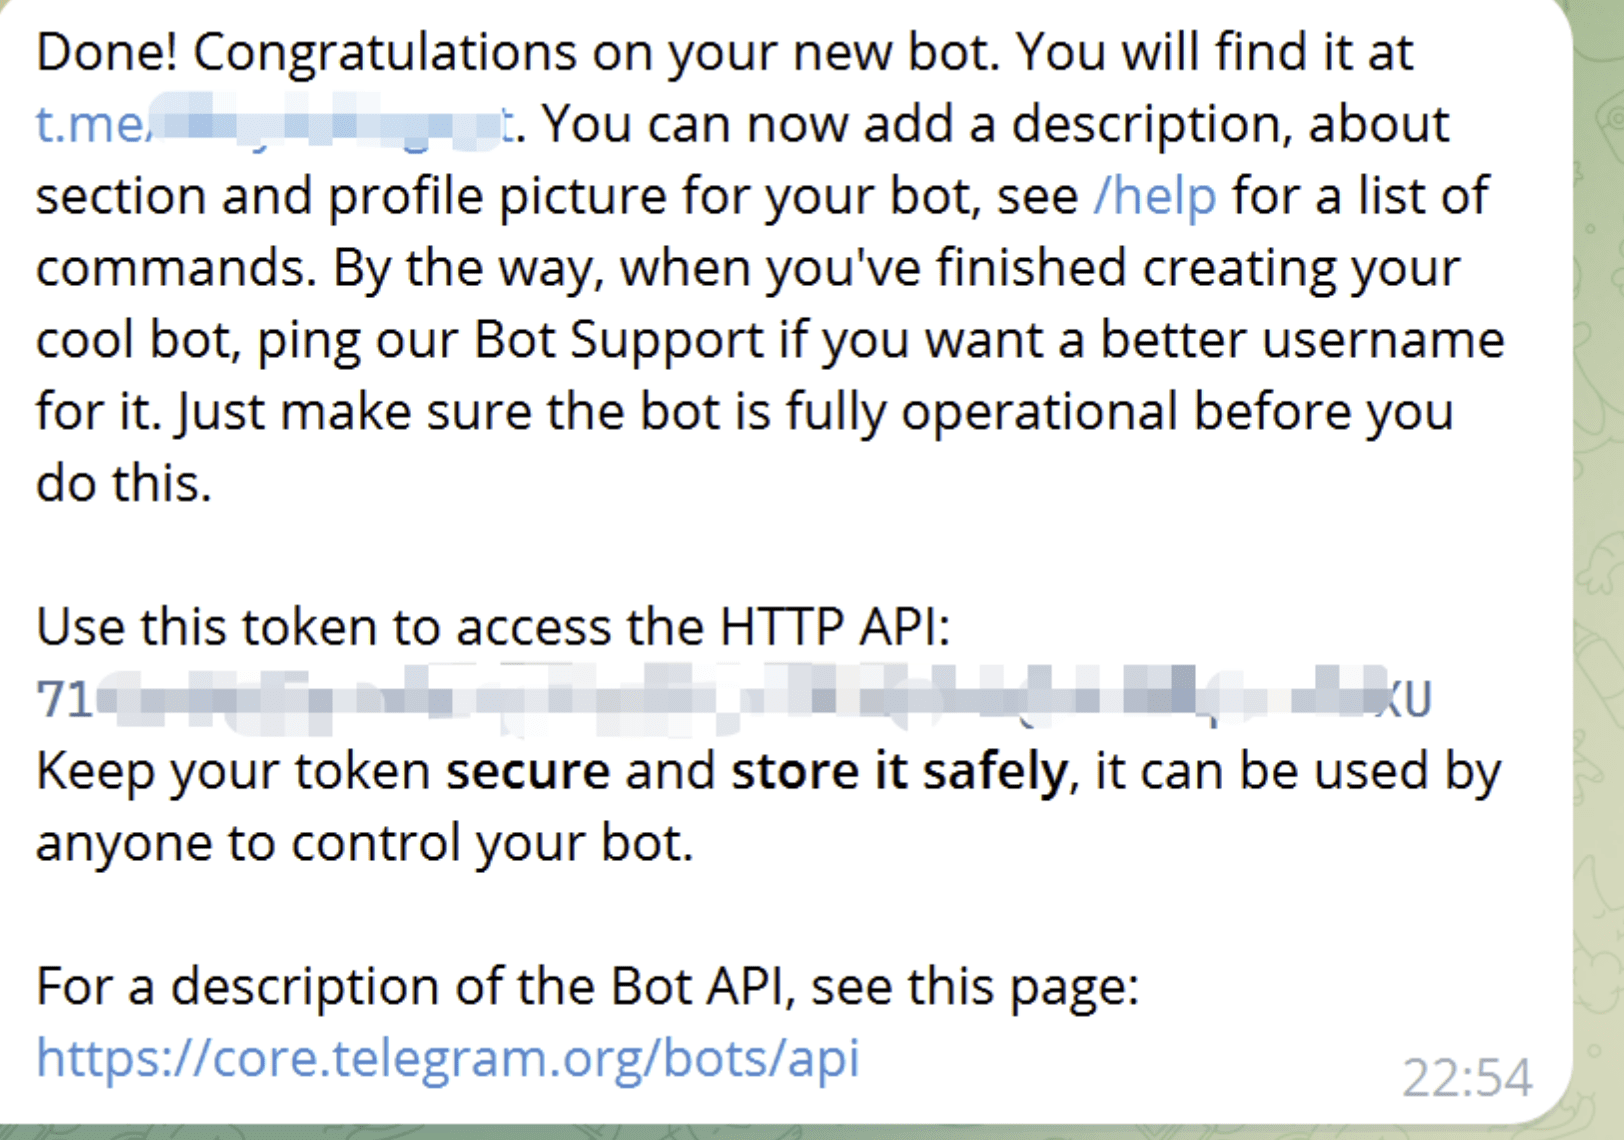 Done! Congratulations on your new bot. You will find it at
t.me/ t. You can now add a description, about
section and profile picture for your bot, see /help for a list of
commands. By the way, when you've finished creating your
cool bot, ping our Bot Support if you want a better username
for it. Just make sure the bot is fully operational before you
do this.
Use this token to access the HTTP API:
71 XU
Keep your token secure and store it safely, it can be used by
anyone to control your bot.
For a description of the Bot API, see this page:
https://core.telegram.org/bots/api
22:54